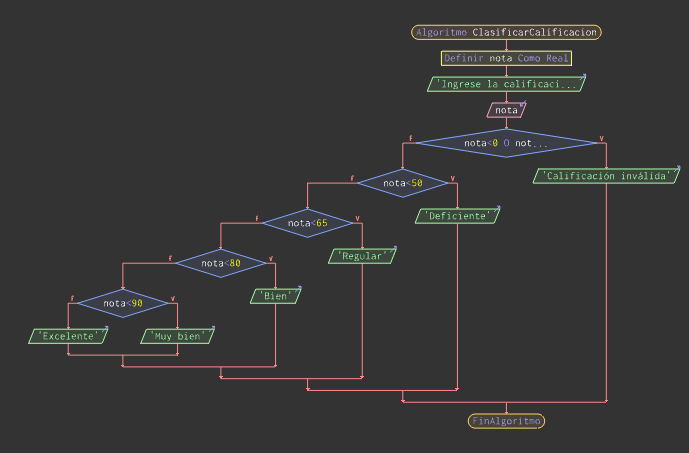 Algoritmo ClasificarCalificacion
Definir nota Como Real
'Ingrese la calificaci...
nota
nota<0 O not...
f
v
'Calificación inválida'
nota<50
f
v
'Deficiente'
nota<65
f
v
'Regular'
nota<80
f
v
'Bien'
nota<90
f
v
'Excelente'
'Muy bien'
FinAlgoritmo